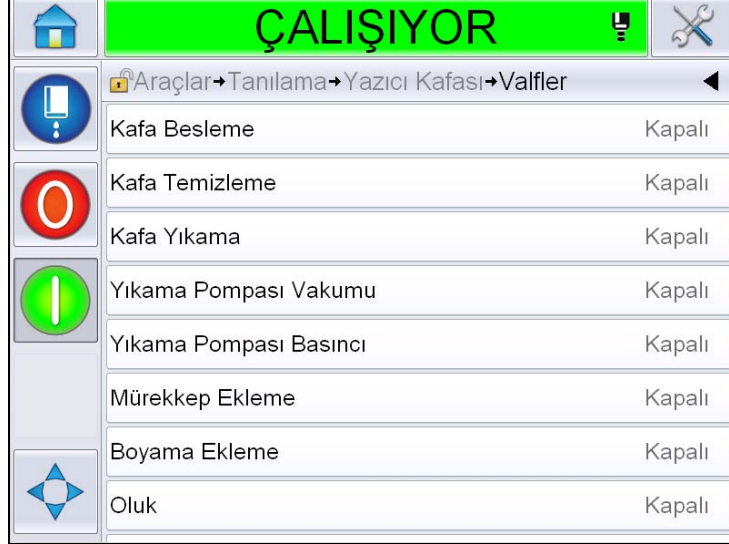 ÇALIŞIYOR
Araçlar→Tanılama→Yazıcı Kafası→Valfler
Kafa Besleme Kapalı
Kafa Temizleme Kapalı
Kafa Yıkama Kapalı
Yıkama Pompası Vakumu Kapalı
Yıkama Pompası Basıncı Kapalı
Mürekkep Ekleme Kapalı
Boyama Ekleme Kapalı
Oluk Kapalı